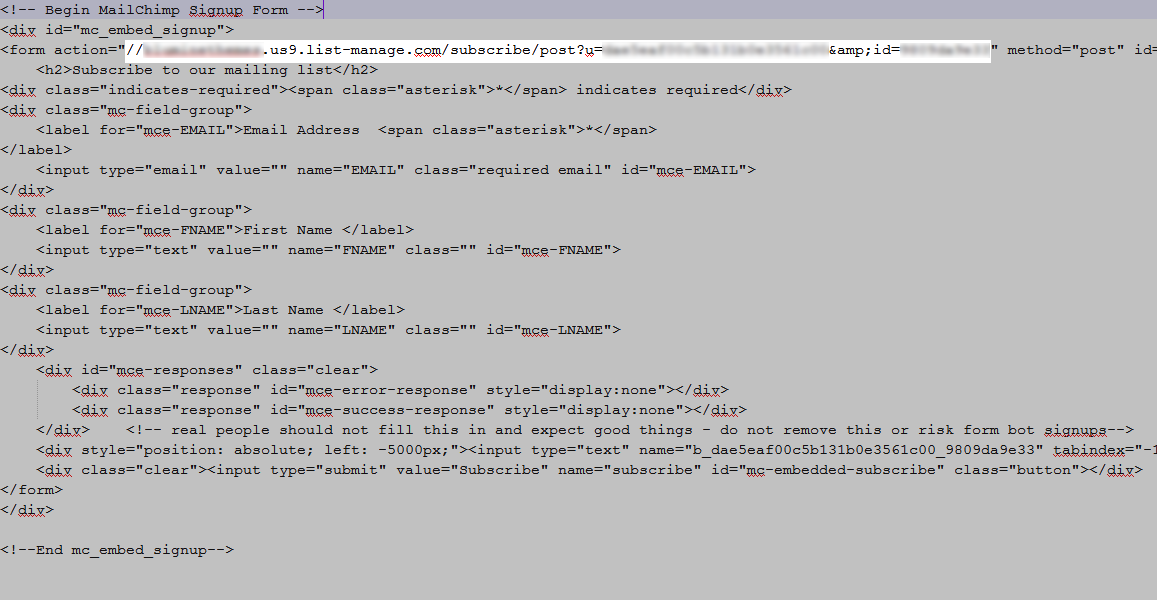 <!-- Begin MailChimp Signup Form -->
<div id="mc_embed_signup">
<form action="// .us9.list-manage.com/subscribe/post?u= &amp;id= " method="post" id=
<h2>Subscribe to our mailing list</h2>
<div class="indicates-required"><span class="asterisk">*</span> indicates required</div>
<div class="mc-field-group">
<label for="mce-EMAIL">Email Address  <span class="asterisk">*</span>
</label>
<input type="email" value="" name="EMAIL" class="required email" id="mce-EMAIL">
</div>
<div class="mc-field-group">
<label for="mce-FNAME">First Name </label>
<input type="text" value="" name="FNAME" class="" id="mce-FNAME">
</div>
<div class="mc-field-group">
<label for="mce-LNAME">Last Name </label>
<input type="text" value="" name="LNAME" class="" id="mce-LNAME">
</div>
<div id="mce-responses" class="clear">
<div class="response" id="mce-error-response" style="display:none"></div>
<div class="response" id="mce-success-response" style="display:none"></div>
</div>    <!-- real people should not fill this in and expect good things - do not remove this or risk form bot signups-->
<div style="position: absolute; left: -5000px;"><input type="text" name="b_dae5eaf00c5b131b0e3561c00_9809da9e33" tabindex="-1
<div class="clear"><input type="submit" value="Subscribe" name="subscribe" id="mc-embedded-subscribe" class="button"></div>
</form>
</div>
<!--End mc_embed_signup-->